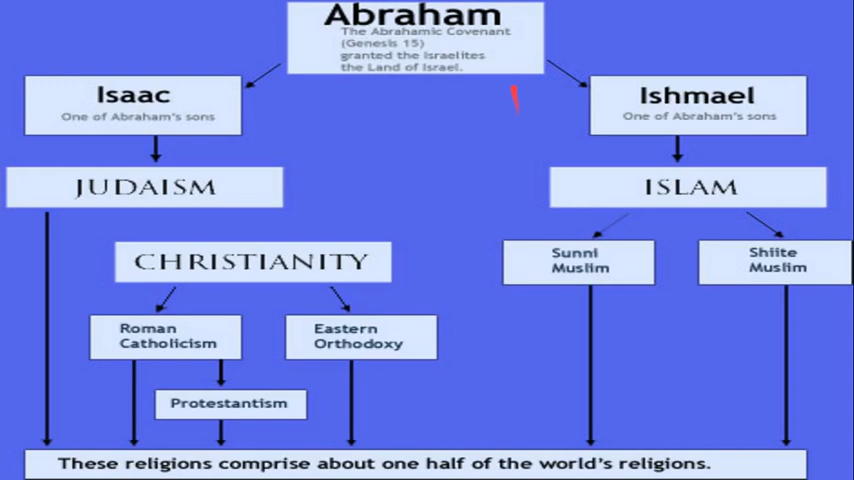 Abraham
The Abrahamic Covenant
(Genesis 15)
granted the Israelites
the Land of Israel.
Isaac
One of Abraham's sons
Ishmael
One of Abraham's sons
JUDAISM
ISLAM
CHRISTIANITY
Sunni
Muslim
Shiite
Muslim
Roman
Catholicism
Eastern
Orthodoxy
Protestantism
These religions comprise about one half of the world's religions.